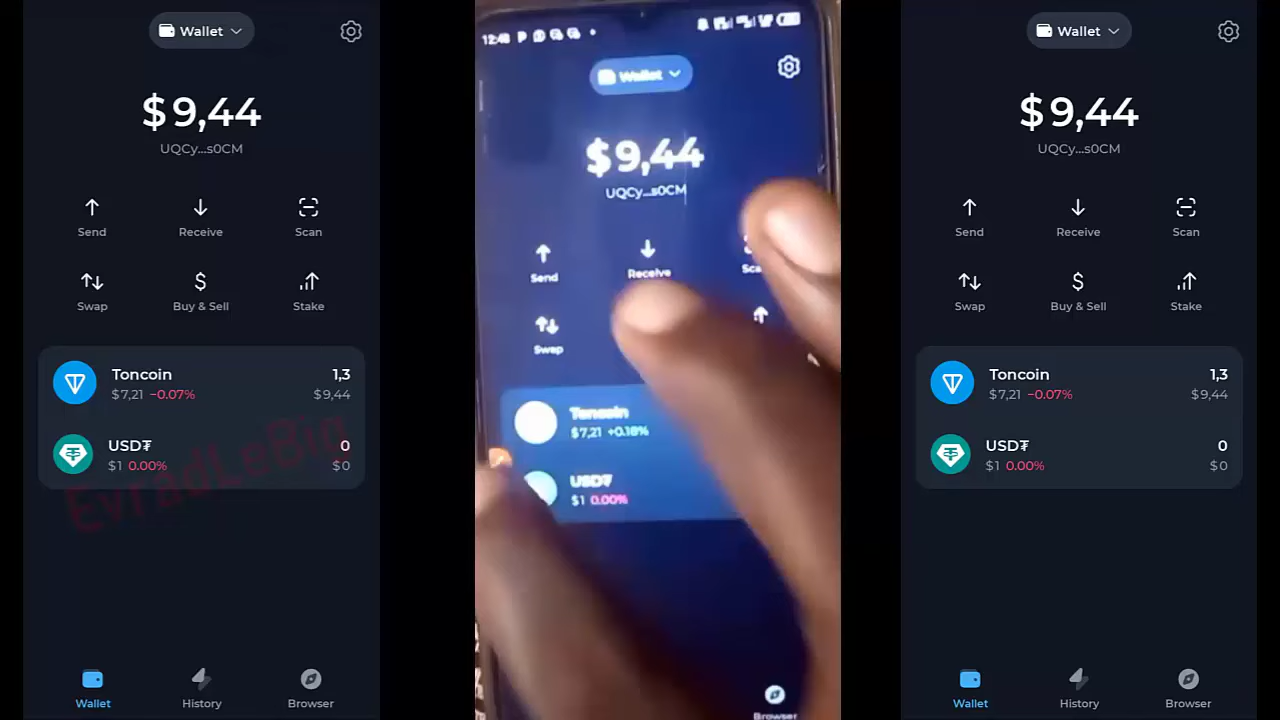 Wallet
$9,44
UQCy...s0CM
Send Receive Scan
Swap Buy & Sell Stake
Toncoin 1,3
$7,21 −0.07% $9,44
USD₮ 0
$1 0.00% $0
EvradLeBig
Wallet History Browser
12:48
Wallet
$9,44
UQCy...s0CM
Send Receive
Swap
Toncoin
$7,21 +0.18%
USD₮
$1 0.00%
Browser
Wallet
$9,44
UQCy...s0CM
Send Receive Scan
Swap Buy & Sell Stake
Toncoin 1,3
$7,21 −0.07% $9,44
USD₮ 0
$1 0.00% $0
Wallet History Browser